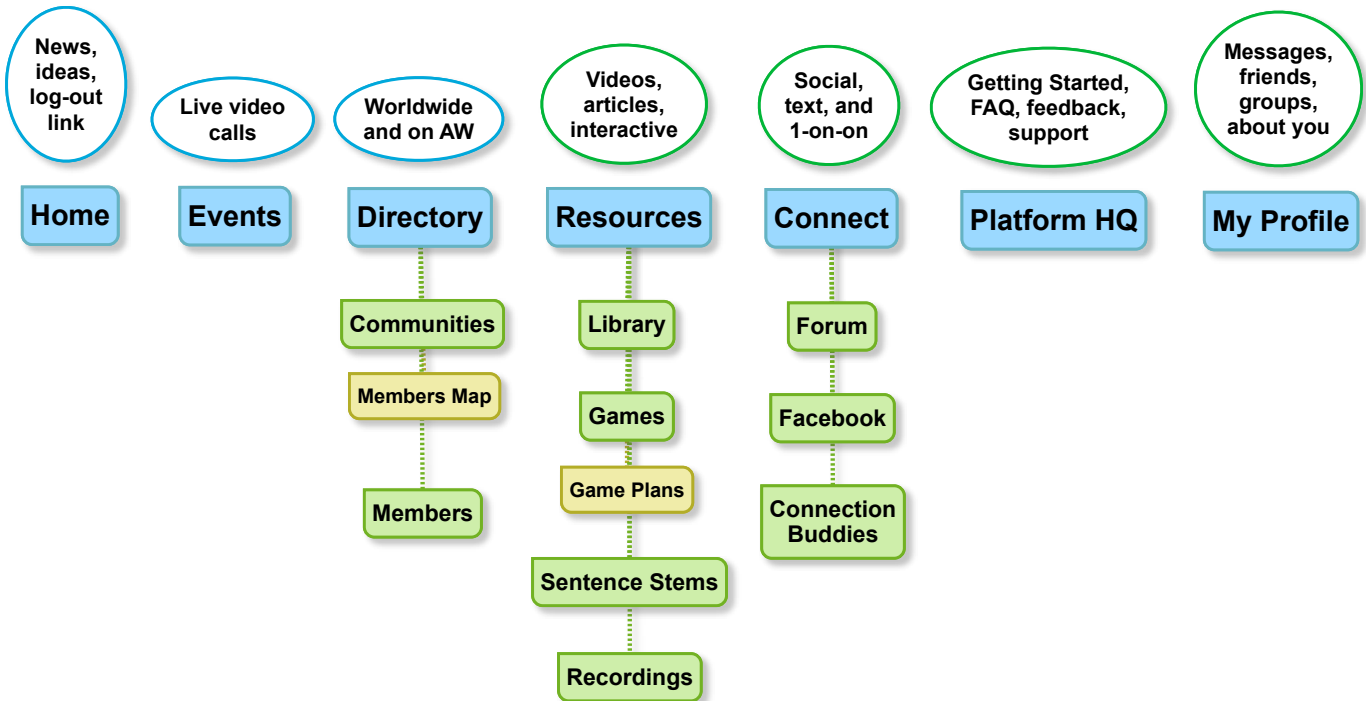 News,
ideas,
log-out
link
Live video
calls
Worldwide
and on AW
Videos,
articles,
interactive
Social,
text, and
1-on-on
Getting Started,
FAQ, feedback,
support
Messages,
friends,
groups,
about you
Home
Events
Directory
Resources
Connect
Platform HQ
My Profile
Communities
Members Map
Members
Library
Games
Game Plans
Sentence Stems
Recordings
Forum
Facebook
Connection
Buddies